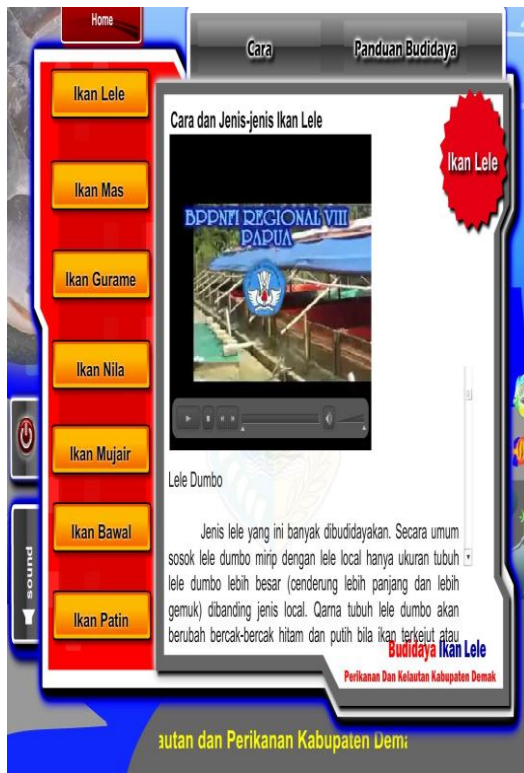 Home
Cara
Panduan Budidaya
Ikan Lele
Ikan Mas
Ikan Gurame
Ikan Nila
Ikan Mujair
Ikan Bawal
Ikan Patin
sound
Cara dan Jenis-jenis Ikan Lele
Ikan Lele
BPPNFI REGIONAL VIII
PAPUA
Lele Dumbo
Jenis lele yang ini banyak dibudidayakan. Secara umum
sosok lele dumbo mirip dengan lele local hanya ukuran tubuh
lele dumbo lebih besar (cenderung lebih panjang dan lebih
gemuk) dibanding jenis local. Qarna tubuh lele dumbo akan
berubah bercak-bercak hitam dan putih bila ikan terkejut atau
Budidaya Ikan Lele
Perikanan Dan Kelautan Kabupaten Demak
autan dan Perikanan Kabupaten Dema